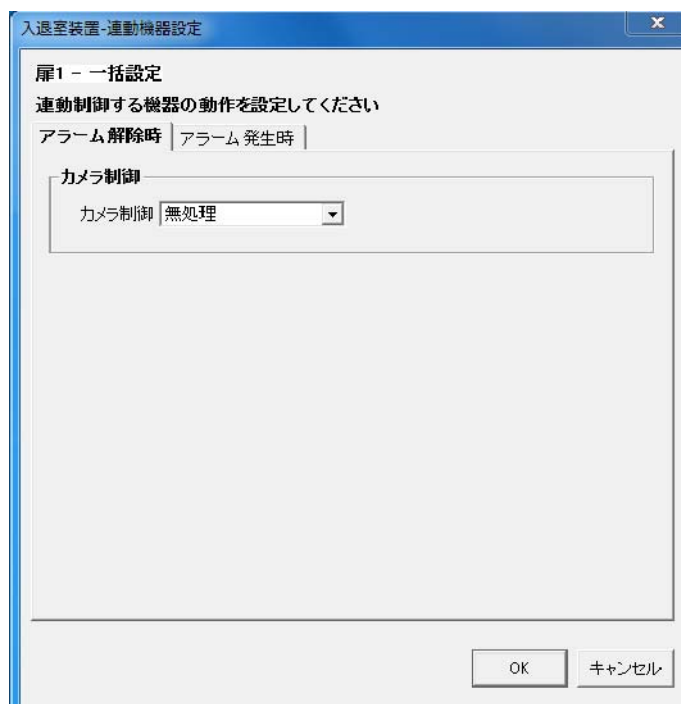 入退室装置-連動機器設定
扉1 - 一括設定
連動制御する機器の動作を設定してください
アラーム解除時 アラーム発生時
カメラ制御
カメラ制御 無処理
OK キャンセル